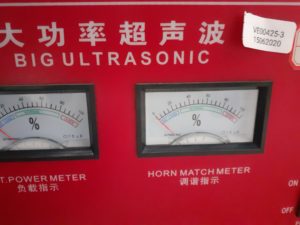 大功率超声波
BIG ULTRASONIC
VE00425-3
15062020
%
%
T.POWER METER
负载指示
HORN MATCH METER
调谐指示
ON
OFF